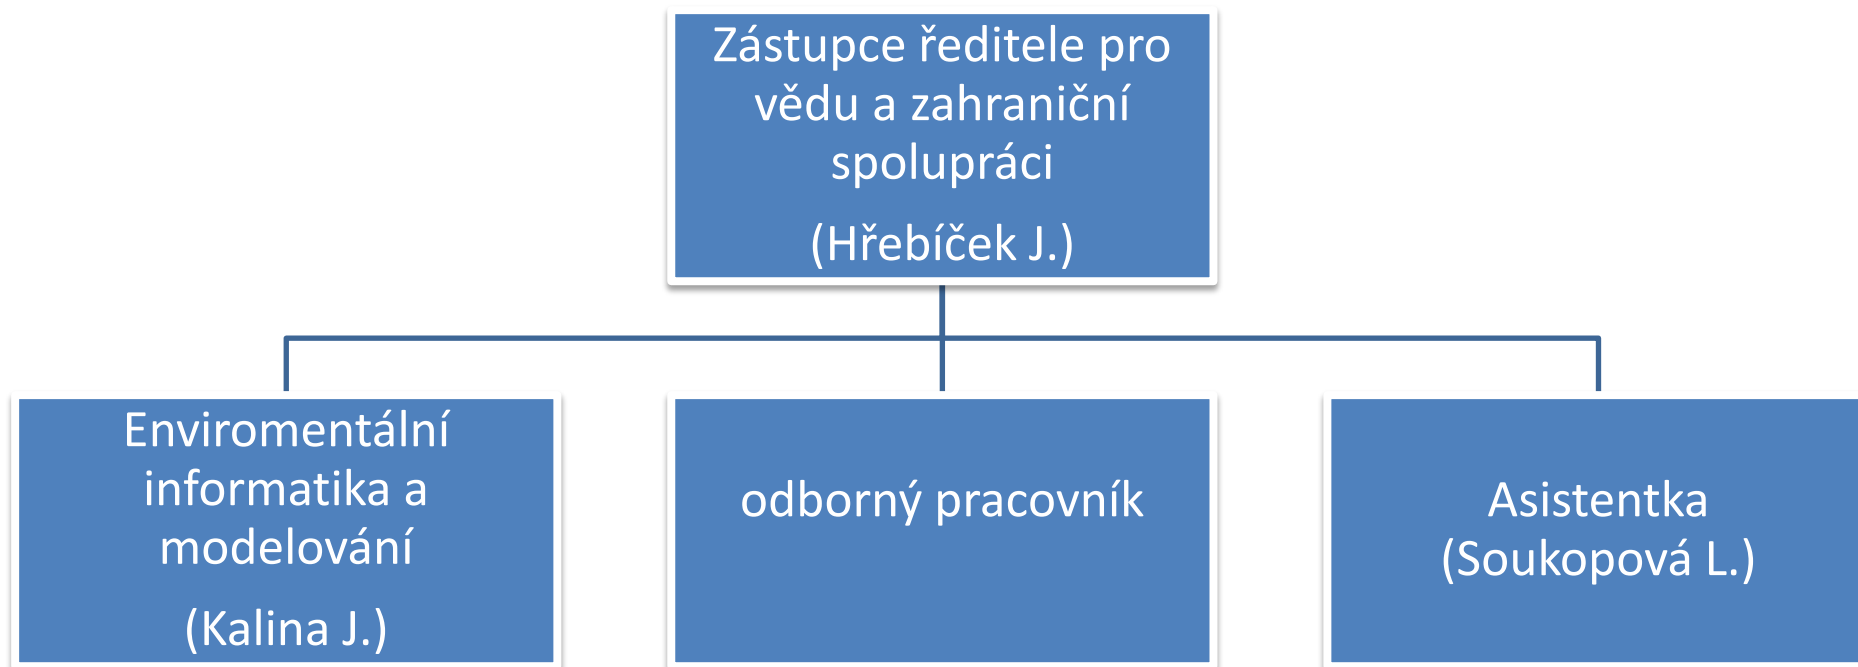 Zástupce ředitele pro
vědu a zahraniční
spolupráci
(Hřebíček J.)
Enviromentální
informatika a
modelování
(Kalina J.)
odborný pracovník
Asistentka
(Soukopová L.)